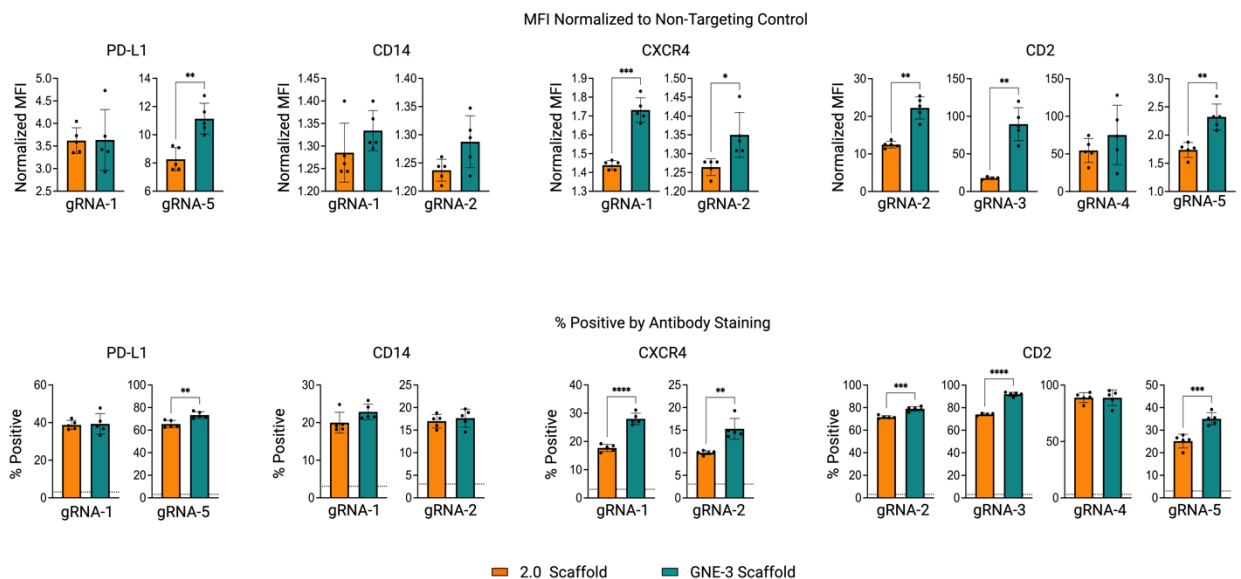 MFI Normalized to Non-Targeting Control
PD-L1 CD14 CXCR4 CD2
Normalized MFI
5.0 4.5 4.0 3.5 3.0 2.5
gRNA-1
**
14 12 10 8 6
gRNA-5
Normalized MFI
1.45 1.40 1.35 1.30 1.25 1.20
gRNA-1
1.40 1.35 1.30 1.25 1.20
gRNA-2
Normalized MFI
***
1.9 1.8 1.7 1.6 1.5 1.4 1.3
gRNA-1
*
1.50 1.45 1.40 1.35 1.30 1.25 1.20
gRNA-2
Normalized MFI
**
30 20 10 0
gRNA-2
**
150 100 50 0
gRNA-3
150 100 50 0
gRNA-4
**
3.0 2.5 2.0 1.5 1.0
gRNA-5
% Positive by Antibody Staining
PD-L1 CD14 CXCR4 CD2
% Positive
60 40 20 0
gRNA-1
**
100 80 60 40 20 0
gRNA-5
% Positive
30 20 10 0
gRNA-1
25 20 15 10 5 0
gRNA-2
% Positive
****
40 30 20 10 0
gRNA-1
**
25 20 15 10 5 0
gRNA-2
% Positive
***
100 80 60 40 20 0
gRNA-2
****
100 80 60 40 20 0
gRNA-3
100 50 0
gRNA-4
***
50 40 30 20 10 0
gRNA-5
2.0 Scaffold GNE-3 Scaffold